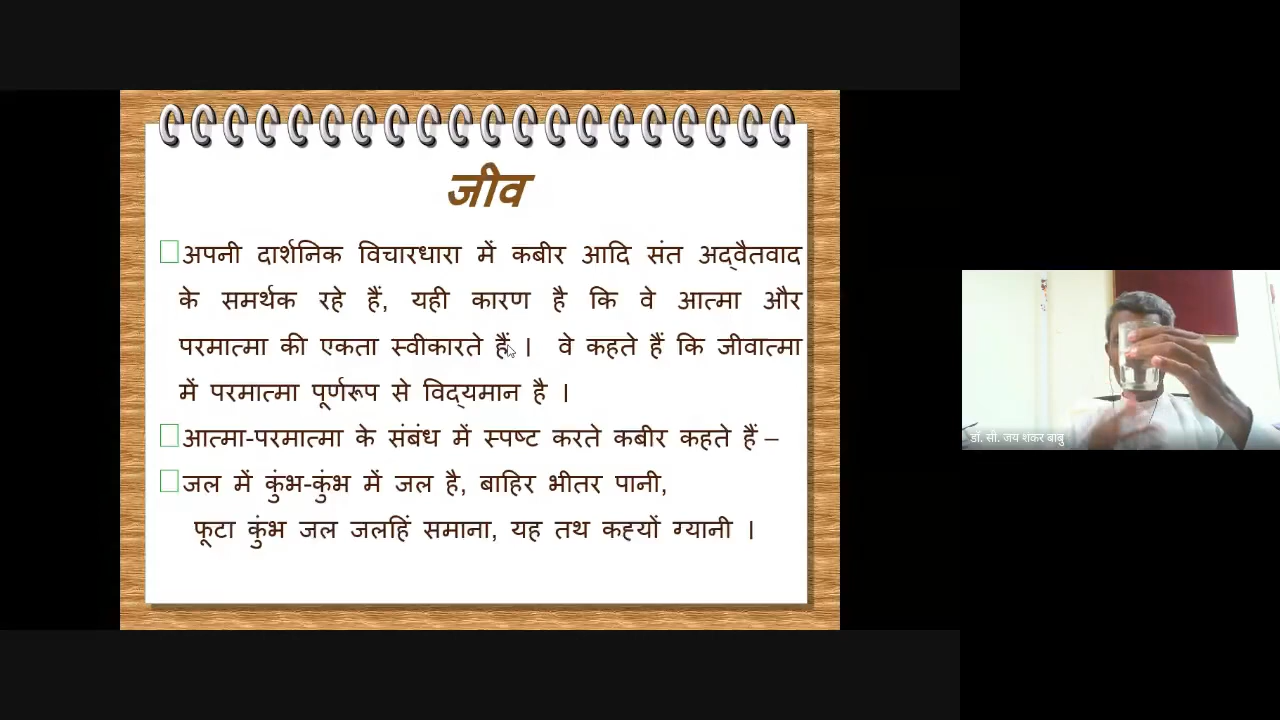 जीव
अपनी दार्शनिक विचारधारा में कबीर आदि संत अद्वैतवाद
के समर्थक रहे हैं, यही कारण है कि वे आत्मा और
परमात्मा की एकता स्वीकारते हैं । वे कहते हैं कि जीवात्मा
में परमात्मा पूर्णरूप से विद्यमान है ।
आत्मा-परमात्मा के संबंध में स्पष्ट करते कबीर कहते हैं –
जल में कुंभ-कुंभ में जल है, बाहिर भीतर पानी,
फूटा कुंभ जल जलहिं समाना, यह तथ कह्यों ग्यानी ।
डॉ. सी. जय शंकर बाबु